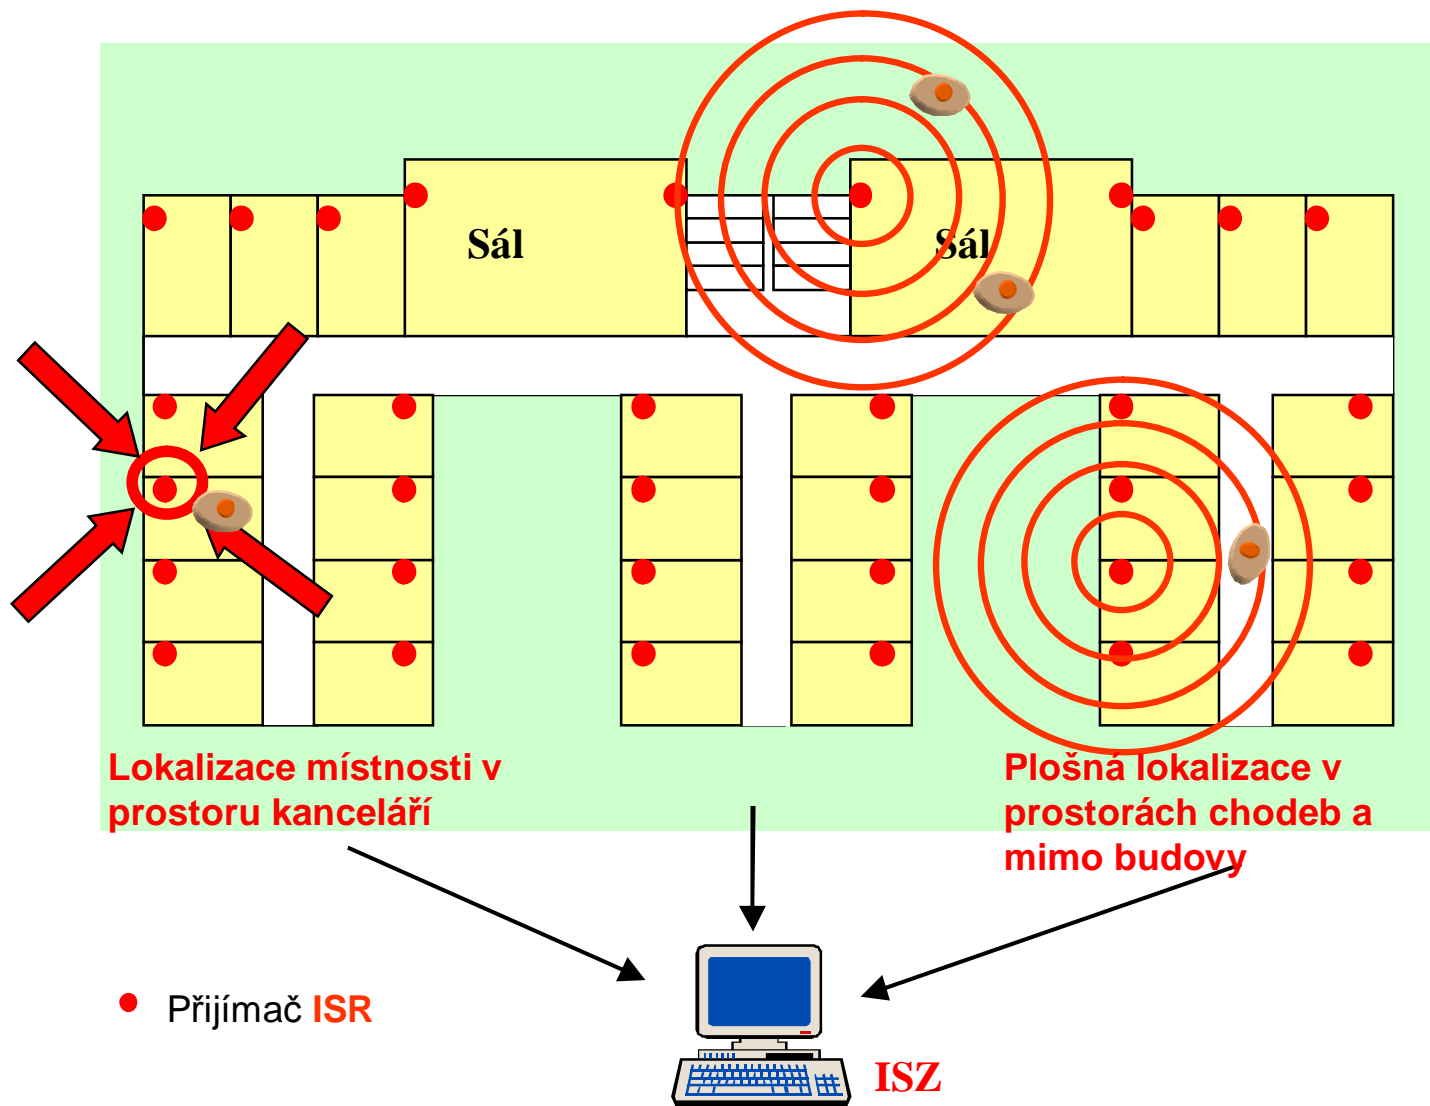 Sál
Sál
Lokalizace místnosti v
prostoru kanceláří
Plošná lokalizace v
prostorách chodeb a
mimo budovy
Přijímač ISR
ISZ